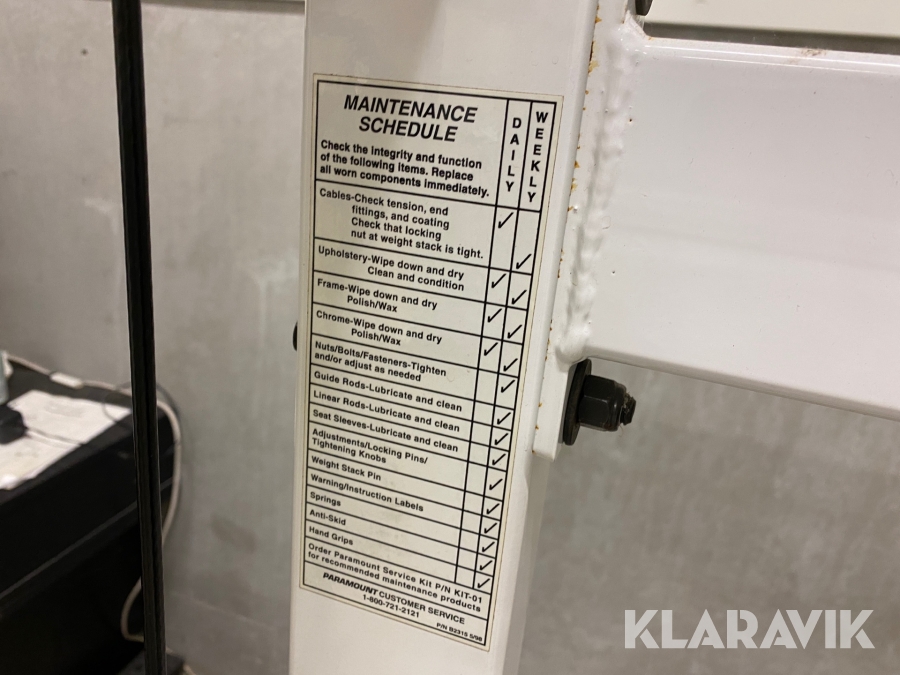 MAINTENANCE
SCHEDULE
DAILY
WEEKLY
Check the integrity and function
of the following items. Replace
all worn components immediately.
Cables-Check tension, end
fittings, and coating
Check that locking
nut at weight stack is tight.
Upholstery-Wipe down and dry
Clean and condition
Frame-Wipe down and dry
Polish/Wax
Chrome-Wipe down and dry
Polish/Wax
Nuts/Bolts/Fasteners-Tighten
and/or adjust as needed
Guide Rods-Lubricate and clean
Linear Rods-Lubricate and clean
Seat Sleeves-Lubricate and clean
Adjustments/Locking Pins/
Tightening Knobs
Weight Stack Pin
Warning/Instruction Labels
Springs
Anti-Skid
Hand Grips
Order Paramount Service Kit P/N KIT-01
for recommended maintenance products
PARAMOUNT CUSTOMER SERVICE
1-800-721-2121
P/N B2315 5/98
KLARAVIK